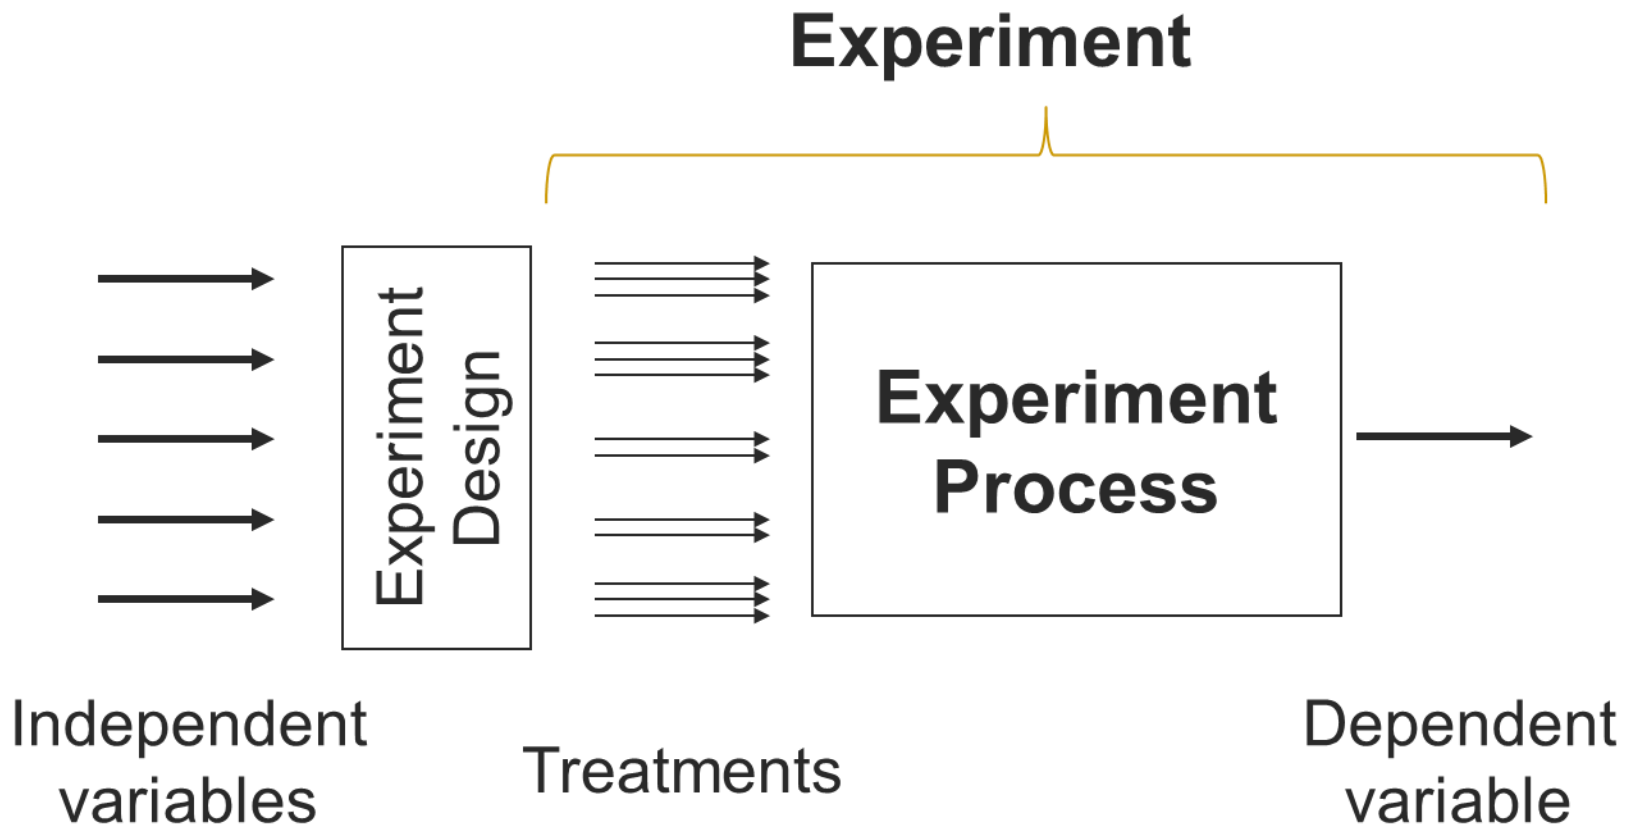 Experiment
Experiment
Design
Experiment
Process
Independent
variables
Treatments
Dependent
variable